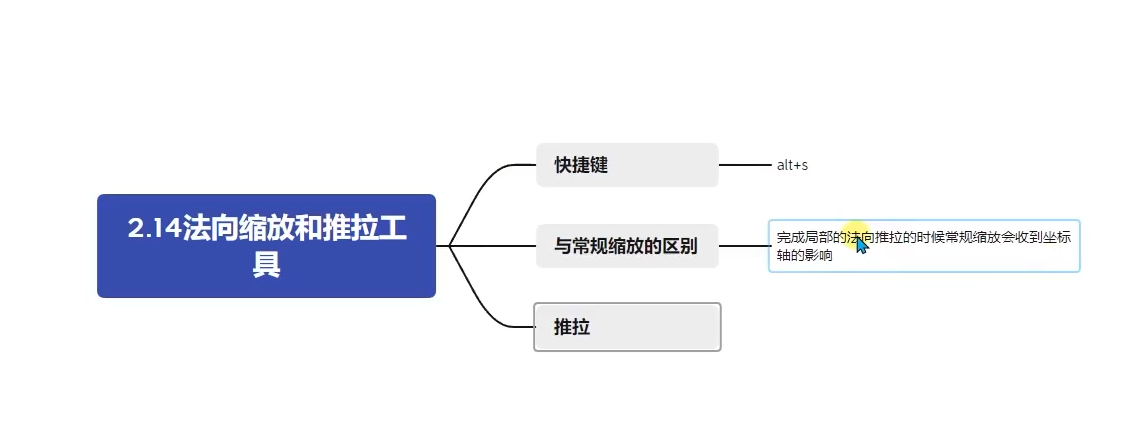 2.14法向缩放和推拉工
具
快捷键
alt+s
与常规缩放的区别
完成局部的法向推拉的时候常规缩放会收到坐标
轴的影响
推拉